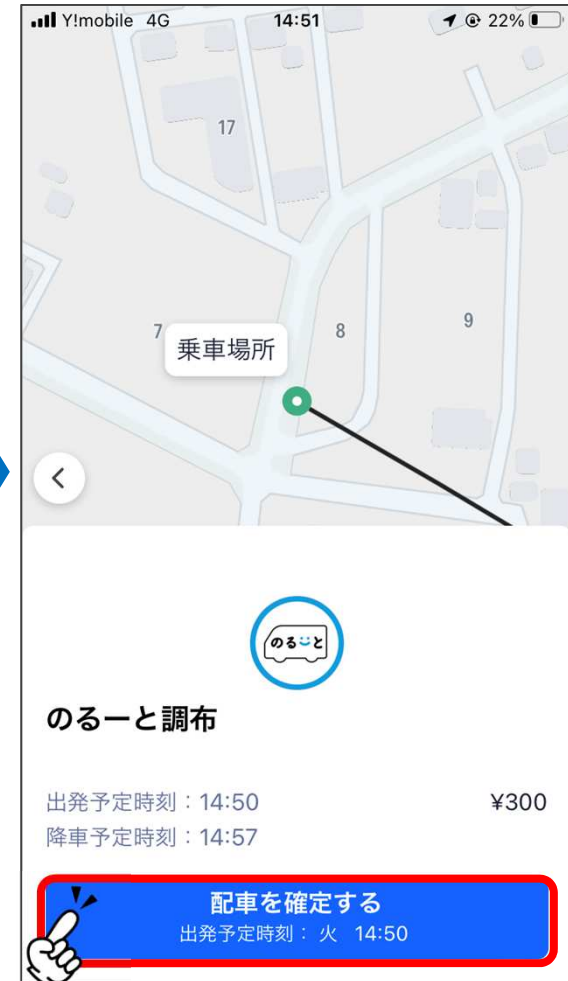 Y!mobile 4G 14:51 22%
17
7
8
9
乗車場所
のるーと
のるーと調布
出発予定時刻：14:50 ¥300
降車予定時刻：14:57
配車を確定する
出発予定時刻： 火 14:50